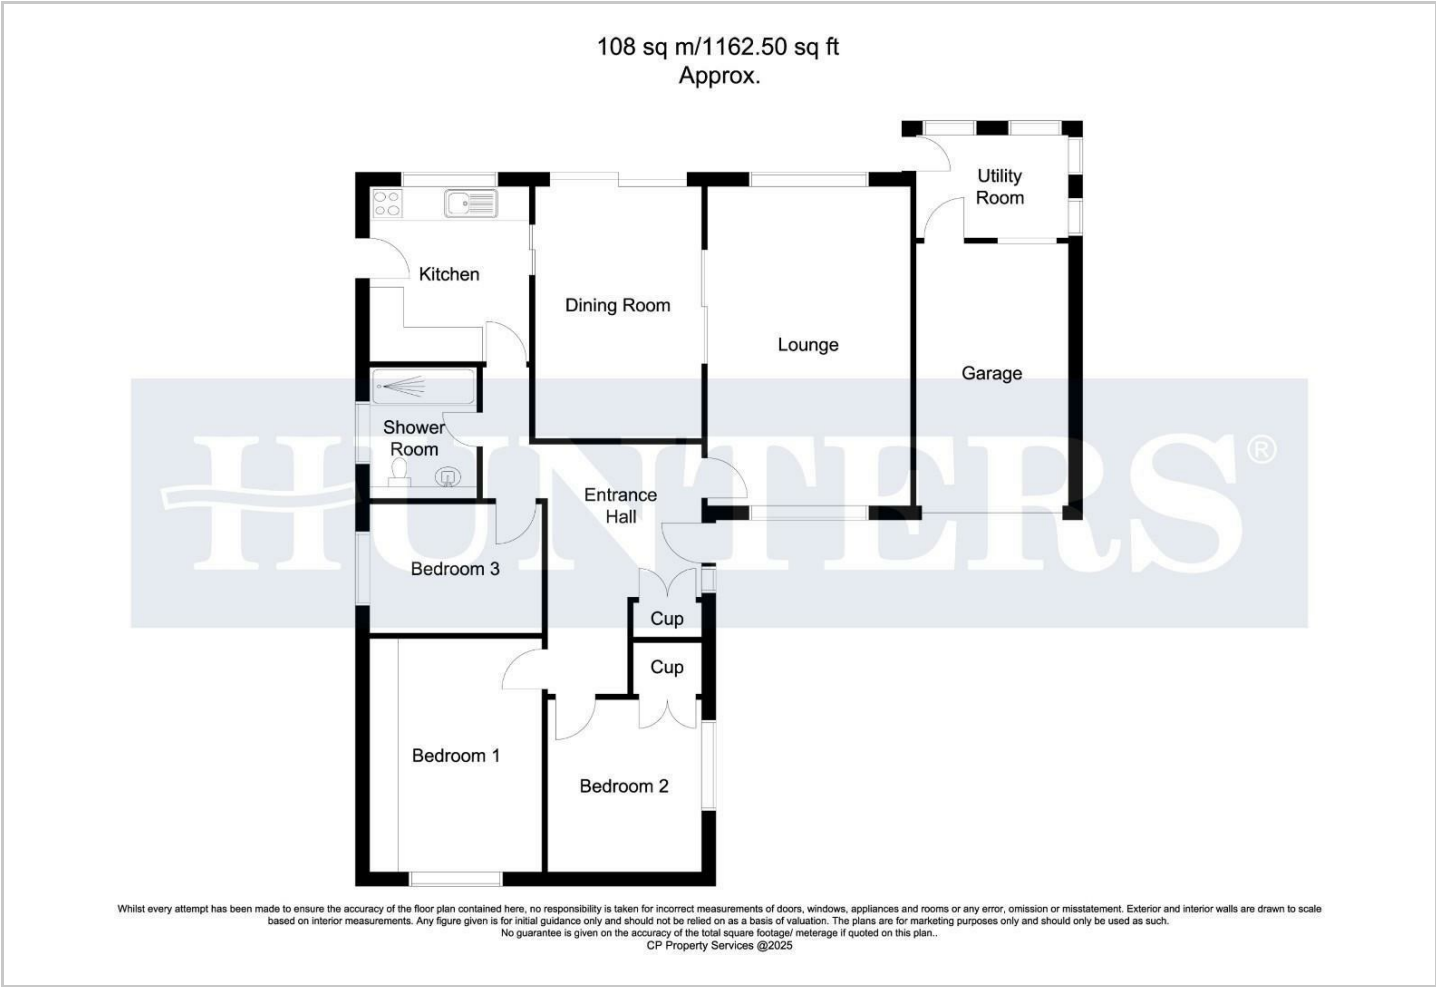 108 sq m/1162.50 sq ft
Approx.
Utility
Room
Kitchen
Dining Room
Lounge
Garage
Shower
Room
HUNTERS®
Entrance
Hall
Bedroom 3
Cup
Cup
Bedroom 1
Bedroom 2
Whilst every attempt has been made to ensure the accuracy of the floor plan contained here, no responsibility is taken for incorrect measurements of doors, windows, appliances and rooms or any error, omission or misstatement. Exterior and interior walls are drawn to scale
based on interior measurements. Any figure given is for initial guidance only and should not be relied on as a basis of valuation. The plans are for marketing purposes only and should only be used as such.
No guarantee is given on the accuracy of the total square footage/ meterage if quoted on this plan..
CP Property Services @2025